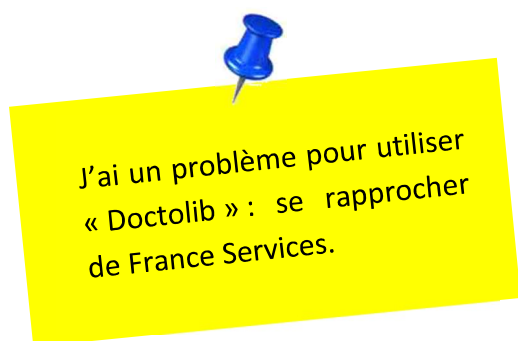 J’ai un problème pour utiliser
« Doctolib » : se rapprocher
de France Services.